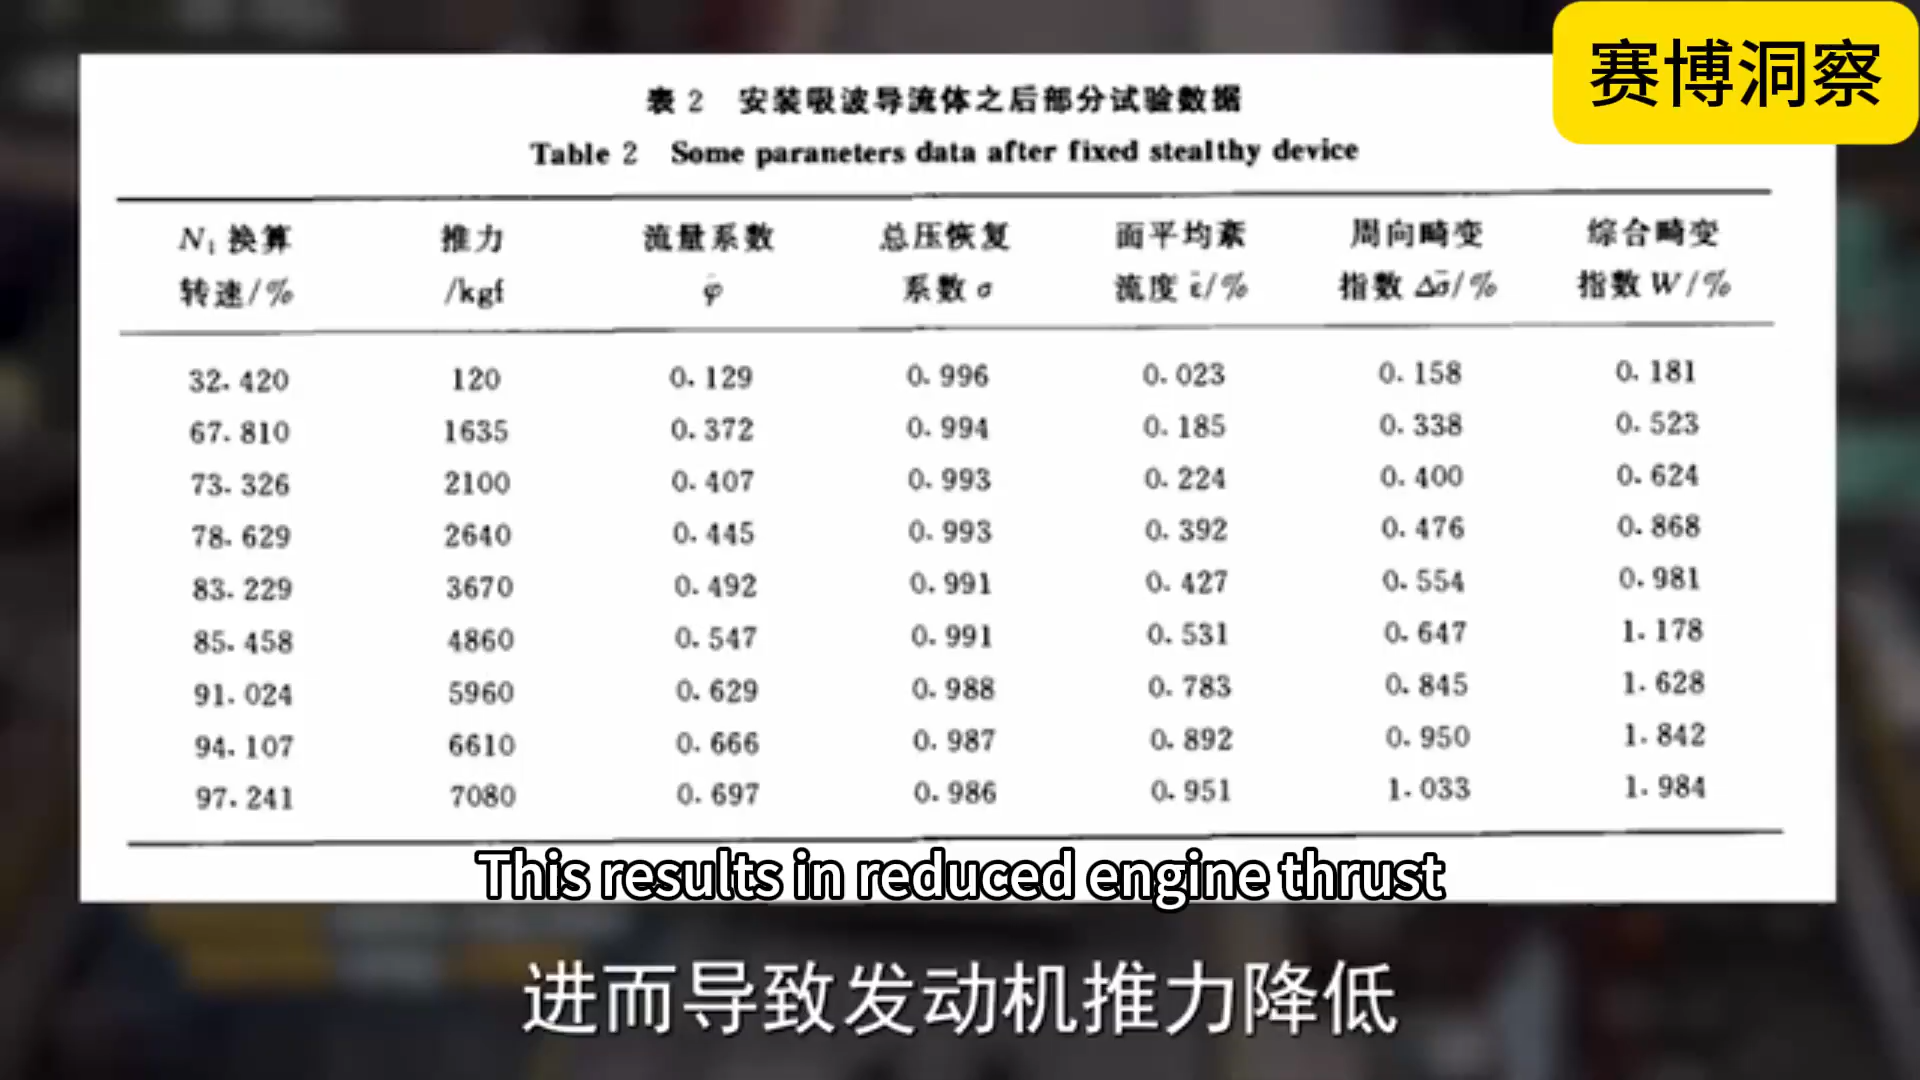 赛博洞察
表 2 安装吸波导流体之后部分试验数据
Table 2 Some paraneters data after fixed stealthy device
N₁ 换算 推力 流量系数 总压恢复 面平均紊 周向畸变 综合畸变
转速/% /kgf φ 系数 σ 流度 ε̄/% 指数 Δσ̄/% 指数 W/%
32.420 120 0.129 0.996 0.023 0.158 0.181
67.810 1635 0.372 0.994 0.185 0.338 0.523
73.326 2100 0.407 0.993 0.224 0.400 0.624
78.629 2640 0.445 0.993 0.392 0.476 0.868
83.229 3670 0.492 0.991 0.427 0.554 0.981
85.458 4860 0.547 0.991 0.531 0.647 1.178
91.024 5960 0.629 0.988 0.783 0.845 1.628
94.107 6610 0.666 0.987 0.892 0.950 1.842
97.241 7080 0.697 0.986 0.951 1.033 1.984
This results in reduced engine thrust
进而导致发动机推力降低